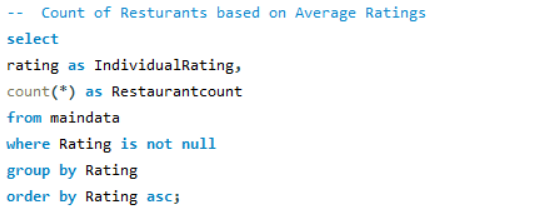 --  Count of Resturants based on Average Ratings
select
rating as IndividualRating,
count(*) as Restaurantcount
from maindata
where Rating is not null
group by Rating
order by Rating asc;